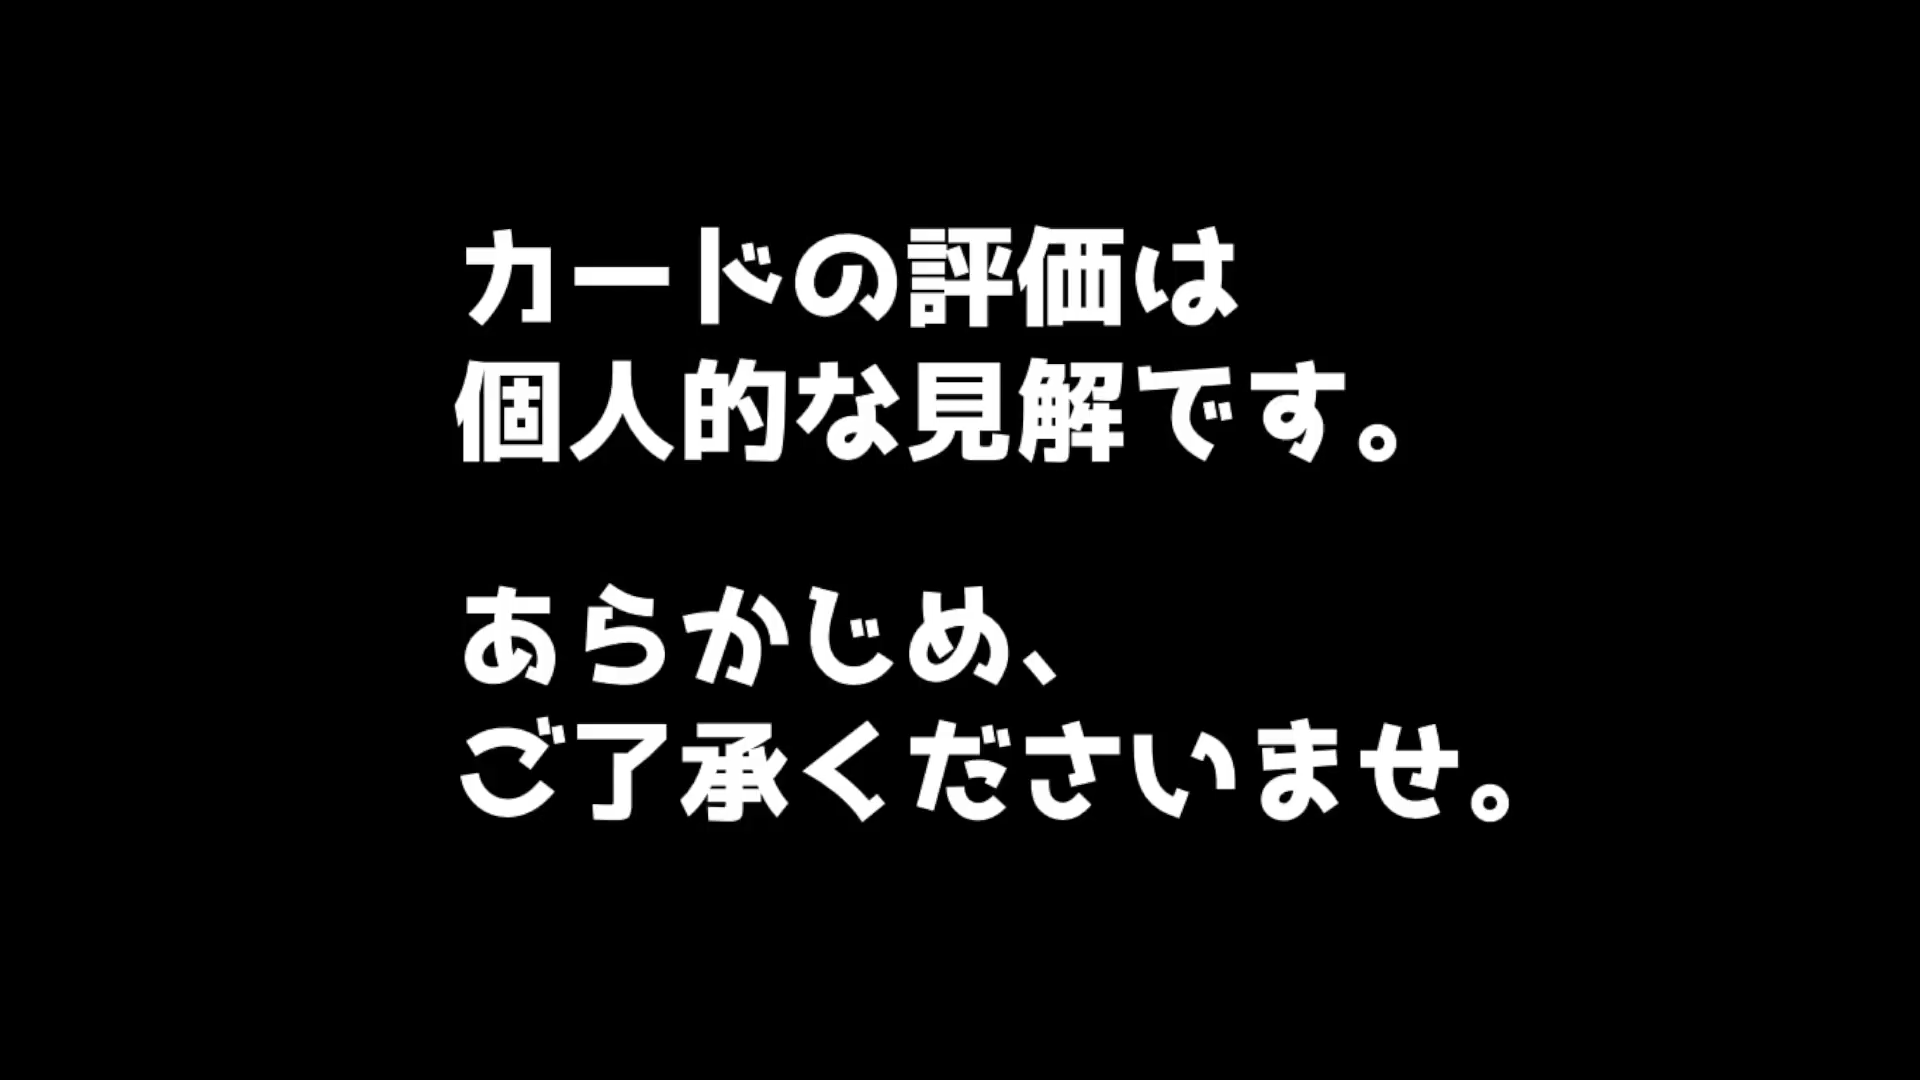 カードの評価は
個人的な見解です。
あらかじめ、
ご了承くださいませ。